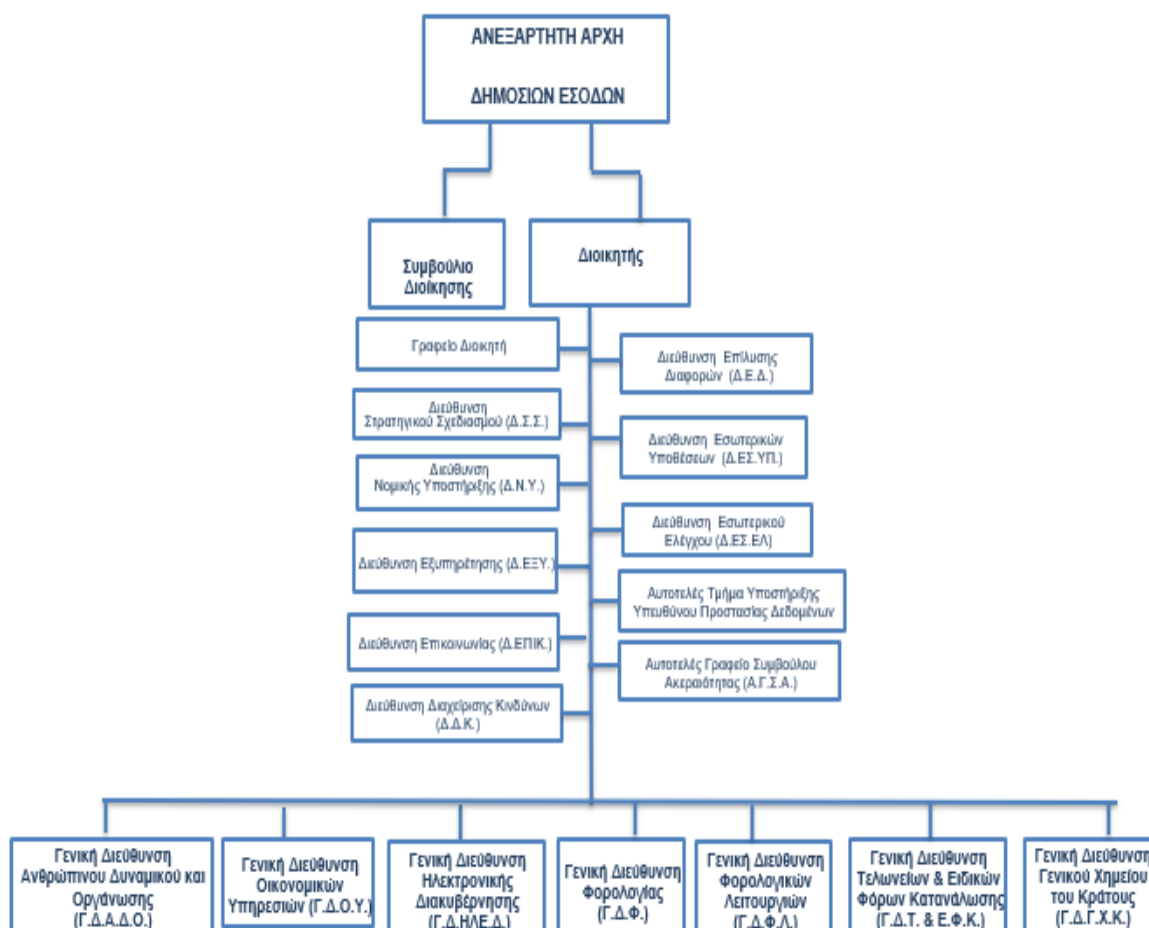 ΑΝΕΞΑΡΤΗΤΗ ΑΡΧΗ
ΔΗΜΟΣΙΩΝ ΕΣΟΔΩΝ
Συμβούλιο
Διοίκησης
Διοικητής
Γραφείο Διοικητή
Διεύθυνση
Στρατηγικού Σχεδιασμού (Δ.Σ.Σ.)
Διεύθυνση
Νομικής Υποστήριξης (Δ.Ν.Υ.)
Διεύθυνση Εξυπηρέτησης (Δ.ΕΞΥ.)
Διεύθυνση Επικοινωνίας (Δ.ΕΠΙΚ.)
Διεύθυνση Διαχείρισης Κινδύνων
(Δ.Δ.Κ.)
Διεύθυνση Επίλυσης
Διαφορών (Δ.Ε.Δ.)
Διεύθυνση Εσωτερικών
Υποθέσεων (Δ.ΕΣ.ΥΠ.)
Διεύθυνση Εσωτερικού
Ελέγχου (Δ.ΕΣ.ΕΛ)
Αυτοτελές Τμήμα Υποστήριξης
Υπευθύνου Προστασίας Δεδομένων
Αυτοτελές Γραφείο Συμβούλου
Ακεραιότητας (Α.Γ.Σ.Α.)
Γενική Διεύθυνση
Ανθρώπινου Δυναμικού και
Οργάνωσης
(Γ.Δ.Α.Δ.Ο.)
Γενική Διεύθυνση
Οικονομικών
Υπηρεσιών (Γ.Δ.Ο.Υ.)
Γενική Διεύθυνση
Ηλεκτρονικής
Διακυβέρνησης
(Γ.Δ.ΗΛΕ.Δ.)
Γενική Διεύθυνση
Φορολογίας
(Γ.Δ.Φ.)
Γενική Διεύθυνση
Φορολογικών
Λειτουργιών
(Γ.Δ.Φ.Λ.)
Γενική Διεύθυνση
Τελωνείων & Ειδικών
Φόρων Κατανάλωσης
(Γ.Δ.Τ. & Ε.Φ.Κ.)
Γενική Διεύθυνση
Γενικού Χημείου
του Κράτους
(Γ.Δ.Γ.Χ.Κ.)